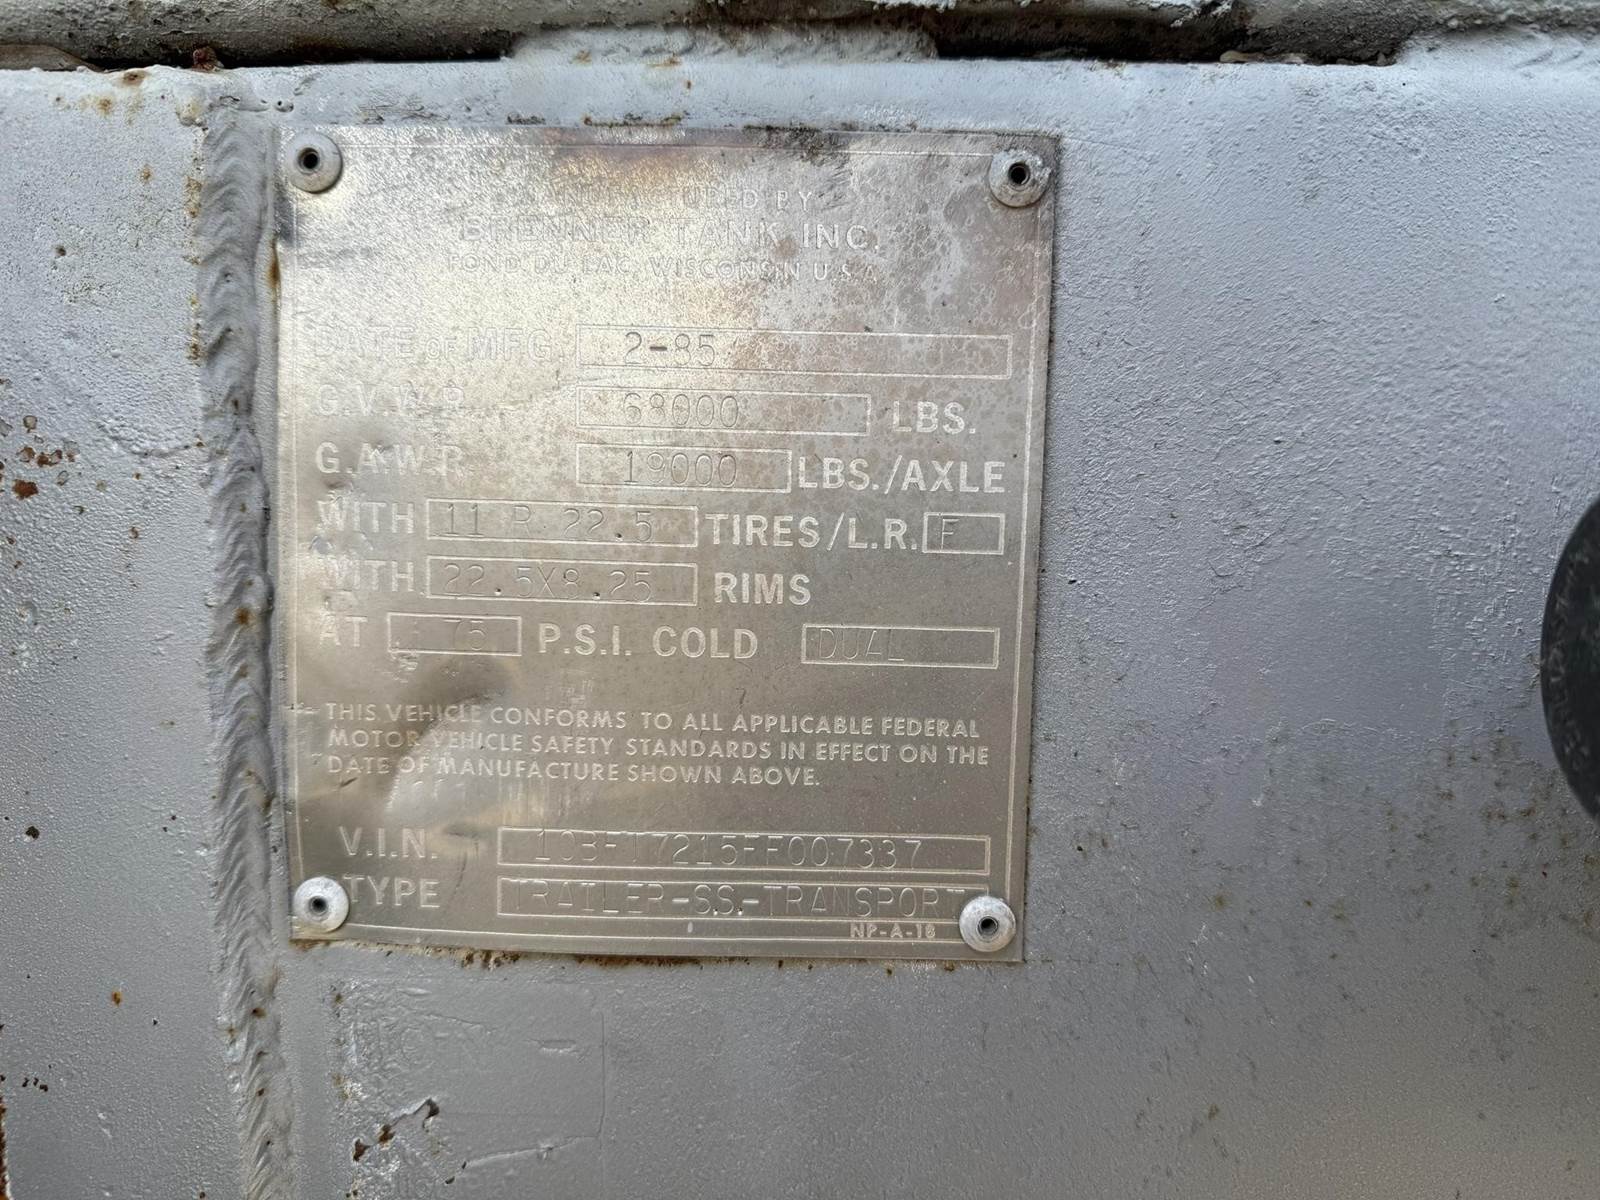 MANUFACTURED BY
BRENNER TANK INC.
FOND DU LAC, WISCONSIN U.S.A.
DATE OF MFG. 2-85
G.V.W.R. 68000 LBS.
G.A.W.R. 19000 LBS./AXLE
WITH 11 R 22.5 TIRES/L.R. F
WITH 22.5X8.25 RIMS
AT 75 P.S.I. COLD DUAL
THIS VEHICLE CONFORMS TO ALL APPLICABLE FEDERAL
MOTOR VEHICLE SAFETY STANDARDS IN EFFECT ON THE
DATE OF MANUFACTURE SHOWN ABOVE.
V.I.N.
TYPE TRAILER-SS-TRANSPORT
NP-A-18